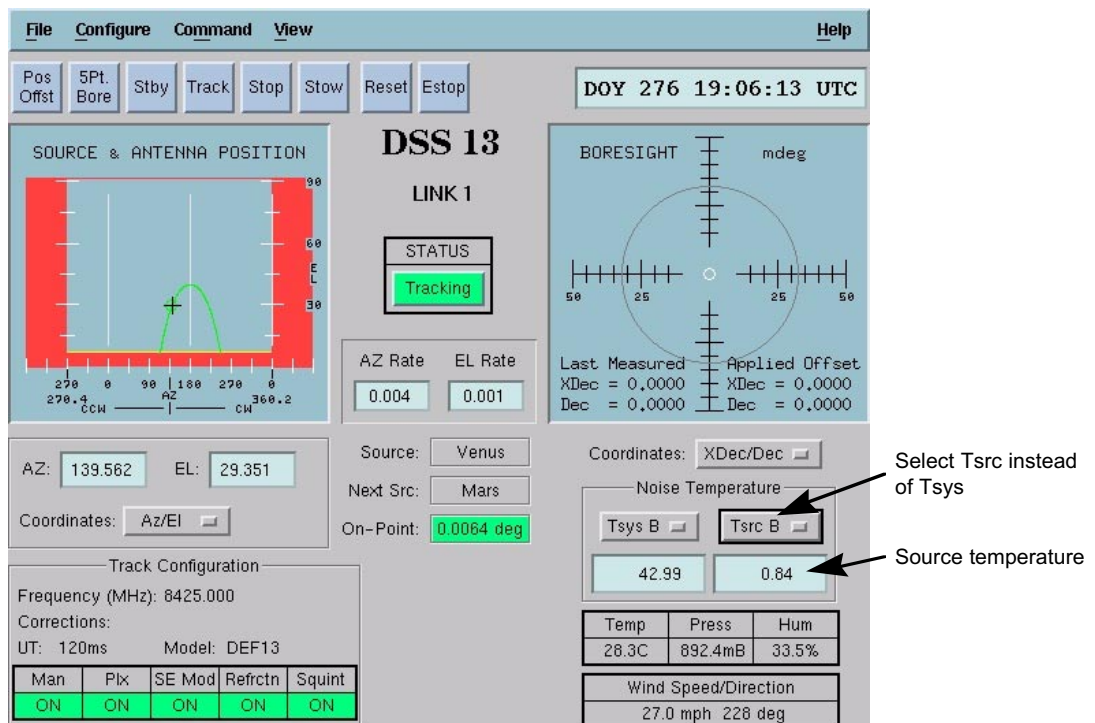 File Configure Command View Help
Pos Offst
5Pt. Bore
Stby
Track
Stop
Stow
Reset
Estop
DOY 276 19:06:13 UTC
SOURCE & ANTENNA POSITION
90
60
E
L
30
270 0 90 180 270 0
270.4 AZ 360.2
CCW CW
DSS 13
LINK 1
STATUS
Tracking
AZ Rate EL Rate
0.004 0.001
BORESIGHT mdeg
50 25 25 50
Last Measured Applied Offset
XDec = 0.0000 XDec = 0.0000
Dec = 0.0000 Dec = 0.0000
AZ: 139.562 EL: 29.351
Coordinates: Az/El
Source: Venus
Next Src: Mars
On-Point: 0.0064 deg
Coordinates: XDec/Dec
Noise Temperature
Tsys B Tsrc B
42.99 0.84
Select Tsrc instead
of Tsys
Source temperature
Track Configuration
Frequency (MHz): 8425.000
Corrections:
UT: 120ms Model: DEF13
Man Plx SE Mod Refrctn Squint
ON ON ON ON ON
Temp Press Hum
28.3C 892.4mB 33.5%
Wind Speed/Direction
27.0 mph 228 deg